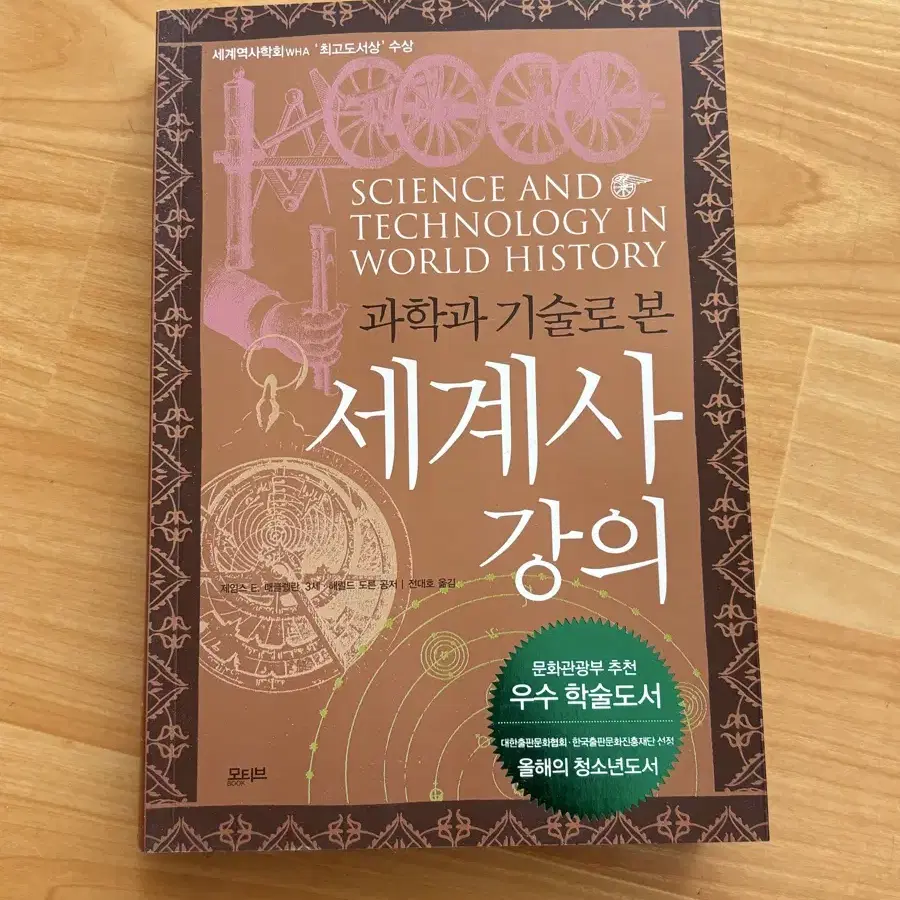 세계역사학회 WHA '최고도서상' 수상
SCIENCE AND
TECHNOLOGY IN
WORLD HISTORY
과학과 기술로 본
세계사
강의
제임스 E. 매클렐란 3세 · 해럴드 도른 공저 | 전대호 옮김
문화관광부 추천
우수 학술도서
대한출판문화협회 · 한국출판문화진흥재단 선정
올해의 청소년도서
모티브
BOOK